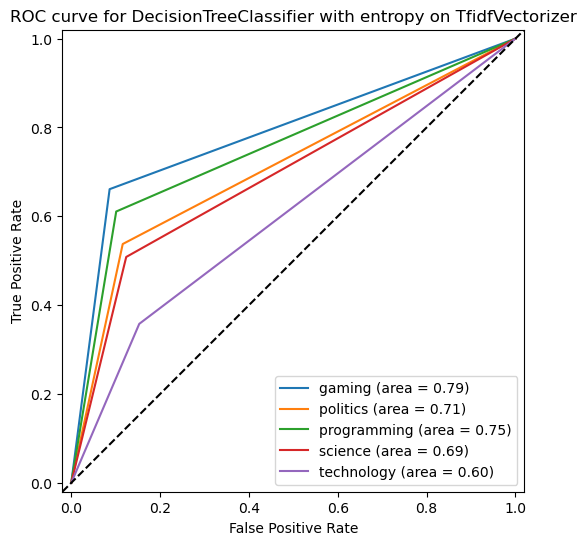 ROC curve for DecisionTreeClassifier with entropy on TfidfVectorizer
1.0
0.8
0.6
0.4
0.2
0.0
True Positive Rate
gaming (area = 0.79)
politics (area = 0.71)
programming (area = 0.75)
science (area = 0.69)
technology (area = 0.60)
0.0 0.2 0.4 0.6 0.8 1.0
False Positive Rate